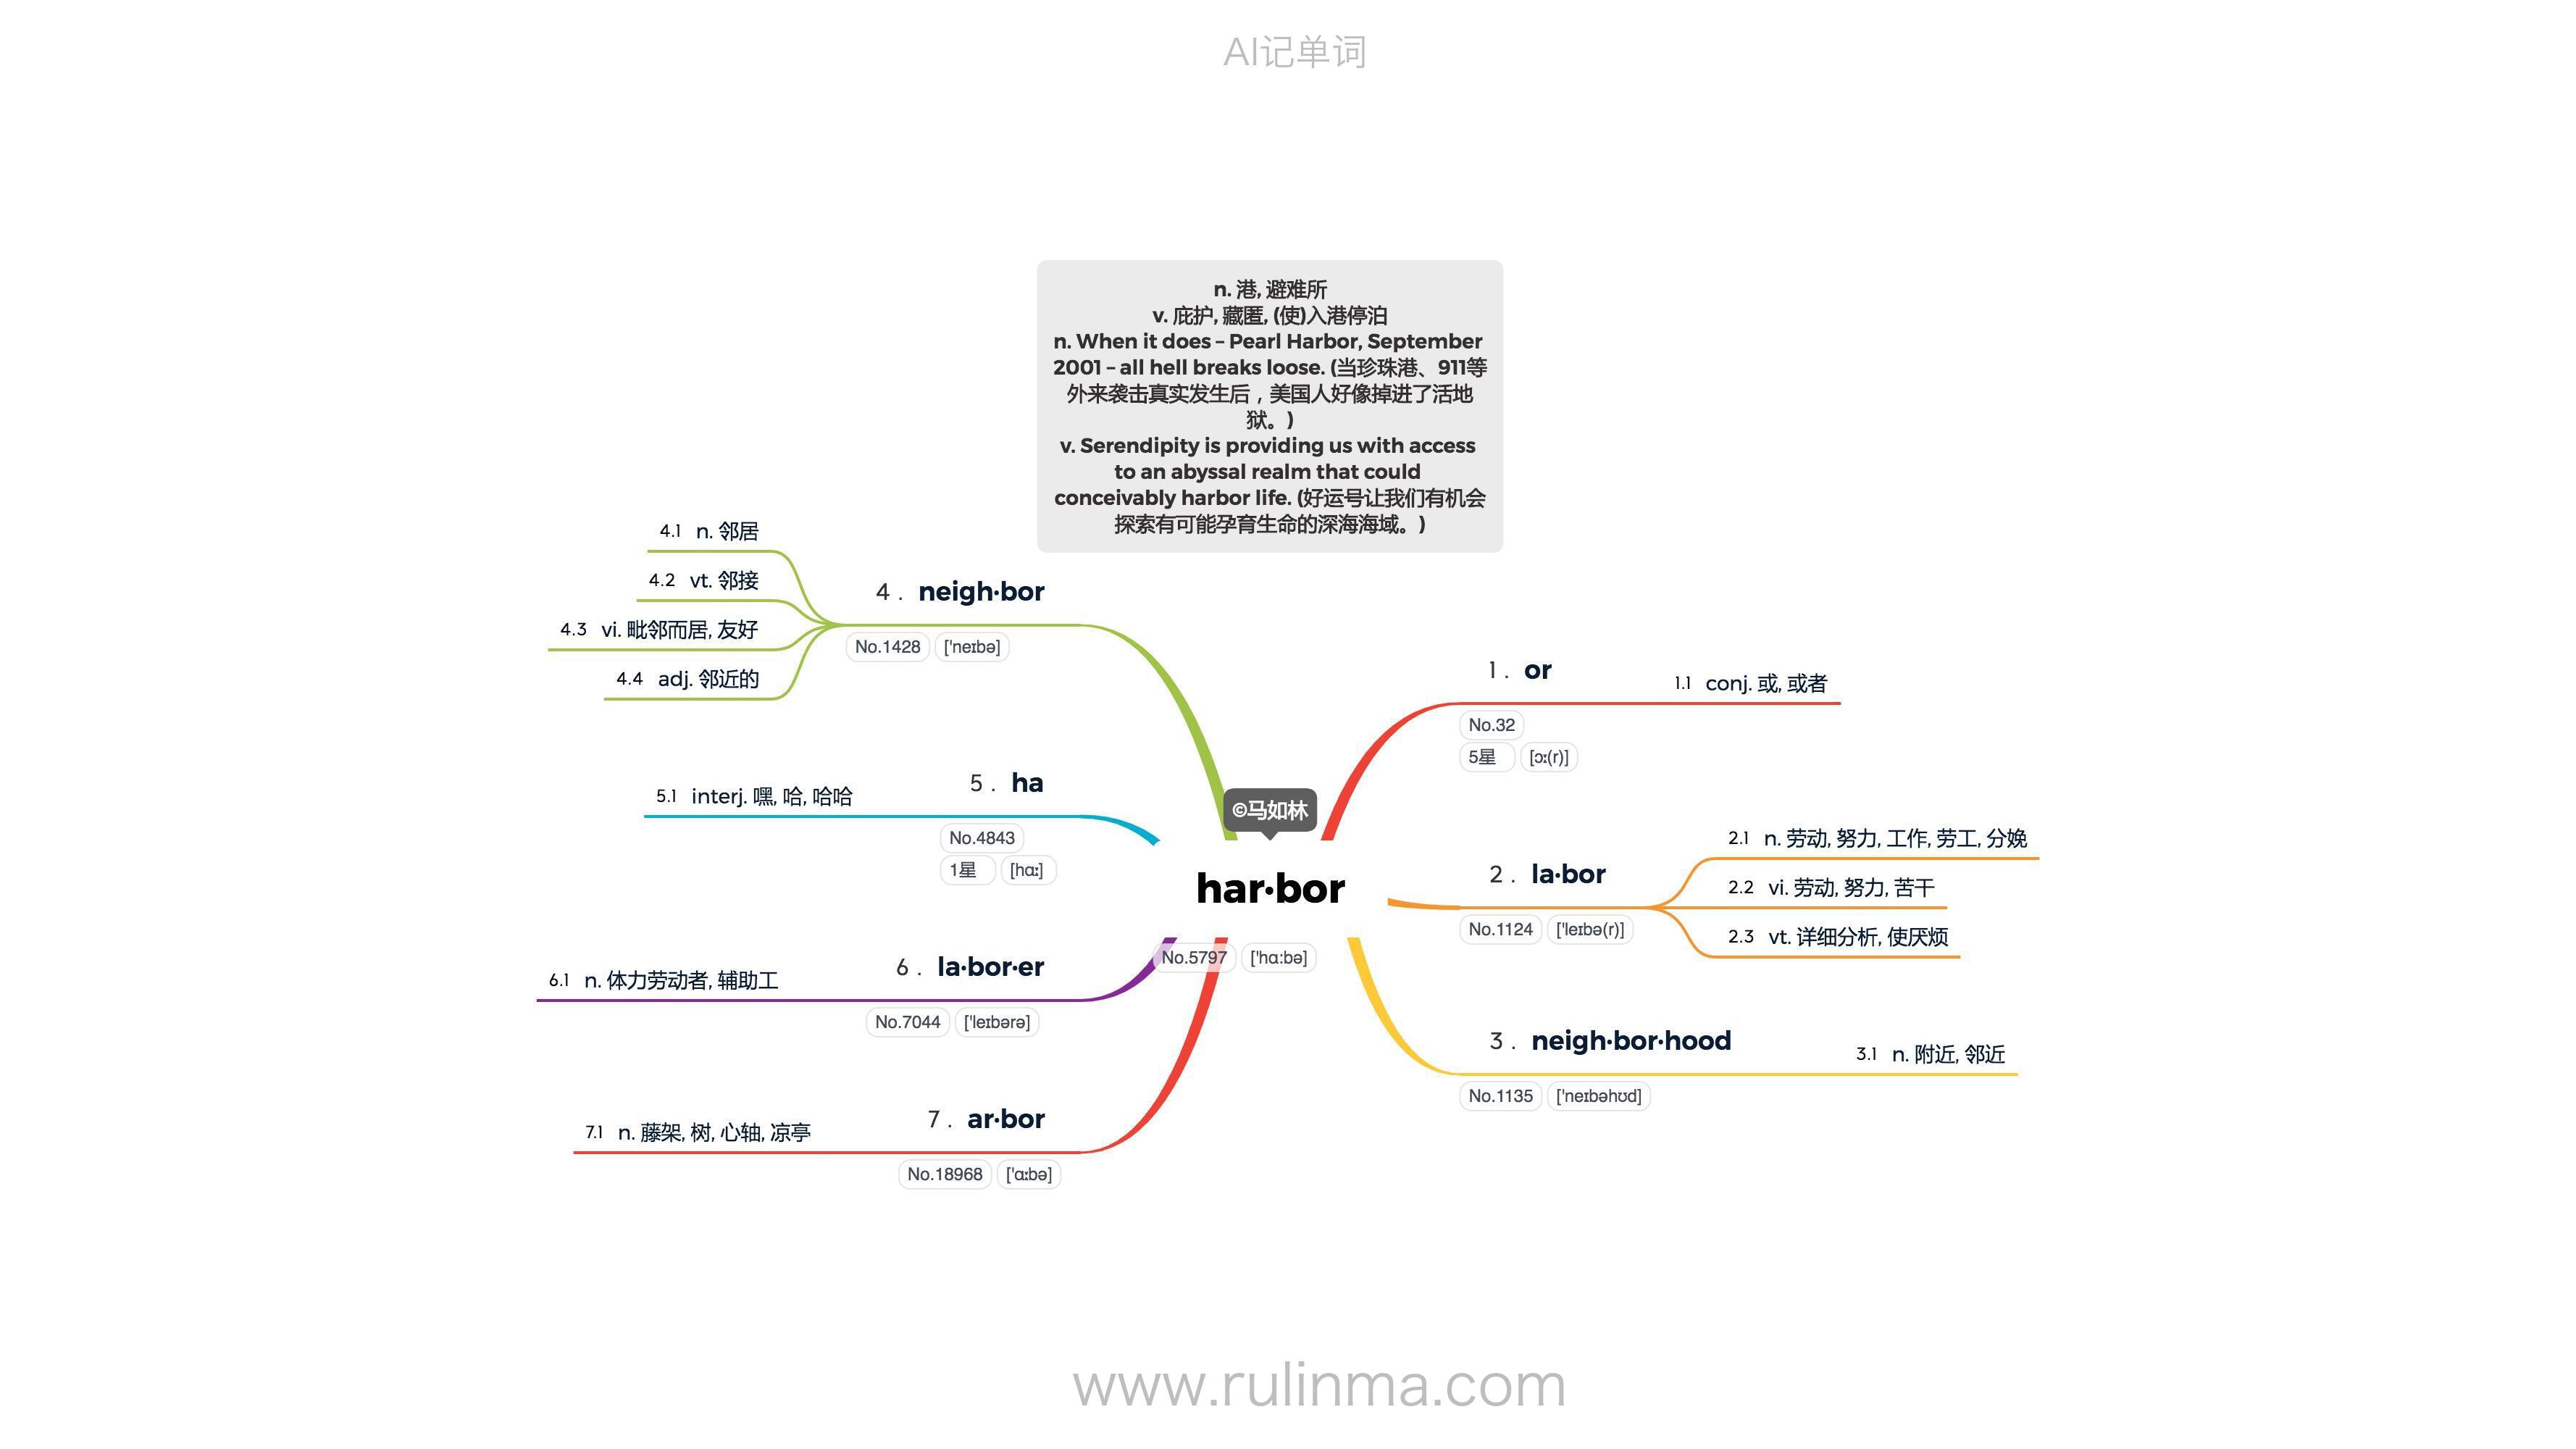 AI记单词
n. 港, 避难所
v. 庇护, 藏匿, (使)入港停泊
n. When it does – Pearl Harbor, September
2001 – all hell breaks loose. (当珍珠港、911等
外来袭击真实发生后，美国人好像掉进了活地
狱。)
v. Serendipity is providing us with access
to an abyssal realm that could
conceivably harbor life. (好运号让我们有机会
探索有可能孕育生命的深海海域。)
©马如林
har·bor
No.5797 ['hɑ:bə]
1 . or
No.32
5星 [ɔː(r)]
1.1 conj. 或, 或者
2 . la·bor
No.1124 ['leɪbə(r)]
2.1 n. 劳动, 努力, 工作, 劳工, 分娩
2.2 vi. 劳动, 努力, 苦干
2.3 vt. 详细分析, 使厌烦
3 . neigh·bor·hood
No.1135 ['neɪbəhʊd]
3.1 n. 附近, 邻近
4 . neigh·bor
No.1428 ['neɪbə]
4.1 n. 邻居
4.2 vt. 邻接
4.3 vi. 毗邻而居, 友好
4.4 adj. 邻近的
5 . ha
No.4843
1星 [hɑː]
5.1 interj. 嘿, 哈, 哈哈
6 . la·bor·er
No.7044 ['leɪbərə]
6.1 n. 体力劳动者, 辅助工
7 . ar·bor
No.18968 ['ɑːbə]
7.1 n. 藤架, 树, 心轴, 凉亭
www.rulinma.com